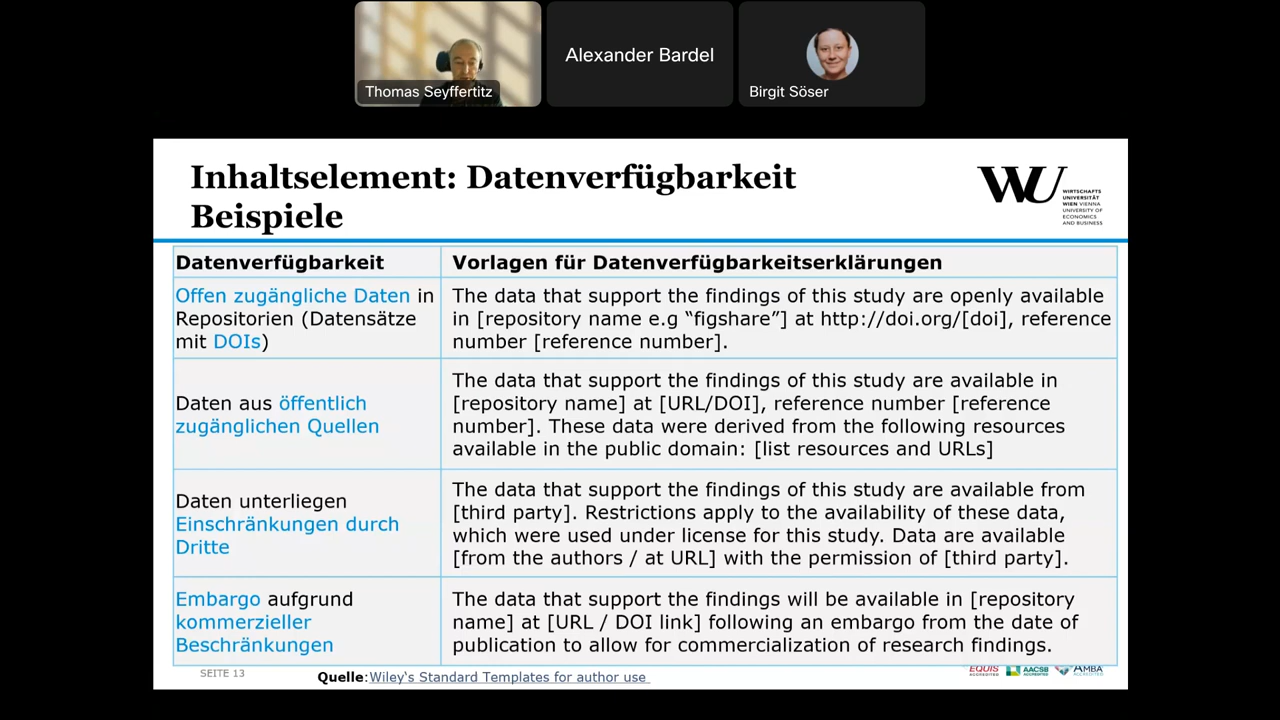 Thomas Seyffertitz
Alexander Bardel
Birgit Söser
Inhaltselement: Datenverfügbarkeit
Beispiele
WU
WIRTSCHAFTS
UNIVERSITÄT
WIEN VIENNA
UNIVERSITY OF
ECONOMICS
AND BUSINESS
Datenverfügbarkeit
Vorlagen für Datenverfügbarkeitserklärungen
Offen zugängliche Daten in
Repositorien (Datensätze
mit DOIs)
The data that support the findings of this study are openly available
in [repository name e.g “figshare”] at http://doi.org/[doi], reference
number [reference number].
Daten aus öffentlich
zugänglichen Quellen
The data that support the findings of this study are available in
[repository name] at [URL/DOI], reference number [reference
number]. These data were derived from the following resources
available in the public domain: [list resources and URLs]
Daten unterliegen
Einschränkungen durch
Dritte
The data that support the findings of this study are available from
[third party]. Restrictions apply to the availability of these data,
which were used under license for this study. Data are available
[from the authors / at URL] with the permission of [third party].
Embargo aufgrund
kommerzieller
Beschränkungen
The data that support the findings will be available in [repository
name] at [URL / DOI link] following an embargo from the date of
publication to allow for commercialization of research findings.
SEITE 13
Quelle:Wiley's Standard Templates for author use
EQUIS
ACCREDITED
AACSB
ACCREDITED
AMBA
ACCREDITED